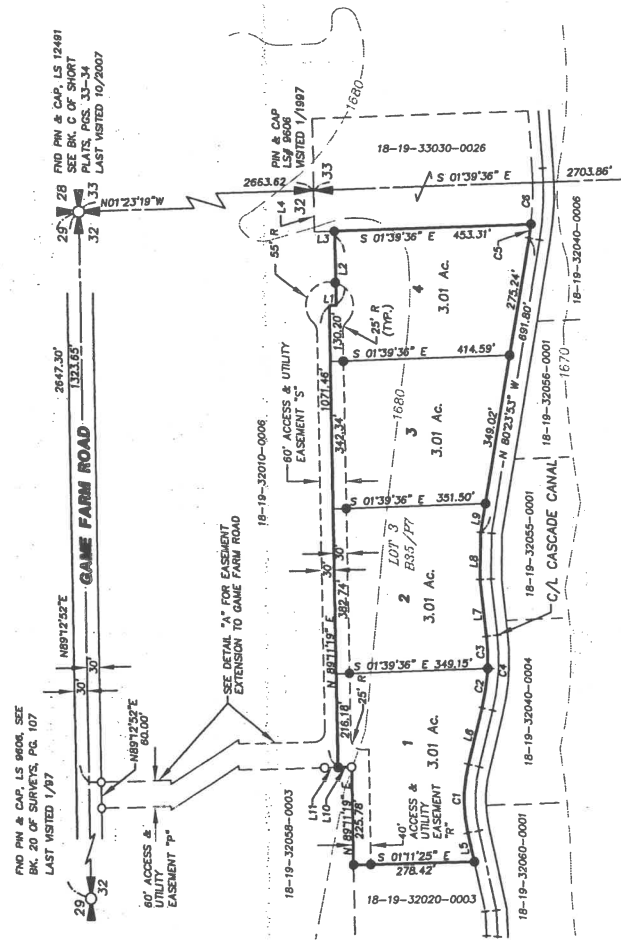 FND PIN & CAP, LS 9606, SEE
BK. 20 OF SURVEYS, PG. 107
LAST VISITED 1/97
29
32
FND PIN & CAP, LS 12491
SEE BK. C OF SHORT
PLATS, PGS. 33-34
LAST VISITED 10/2007
29 28
32 33
2647.30'
1323.65'
N89°12'52"E
GAME FARM ROAD
30'
30'
N89°12'52"E
60.00'
60' ACCESS &
UTILITY
EASEMENT "P"
SEE DETAIL "A" FOR EASEMENT
EXTENSION TO GAME FARM ROAD
N01°23'19"W
2663.62
PIN & CAP
LS# 9606
VISITED 1/1997
32
33
1680
18-19-32058-0003
18-19-32010-0006
60' ACCESS & UTILITY
EASEMENT "S"
55' R
L4
L3
L2
L1
L11
L10
30'
30'
N 89°11'19" E
1071.46'
216.18'
382.74'
342.34'
130.20'
25' R
25' R
(TYP.)
N 89°11'19" E
225.78'
40'
ACCESS &
UTILITY
EASEMENT
"R"
LOT 3
B35/P7
1680
1
3.01 Ac.
2
3.01 Ac.
3
3.01 Ac.
4
3.01 Ac.
S 01°11'25" E
278.42'
S 01°39'36" E 349.15'
S 01°39'36" E 351.50'
S 01°39'36" E
414.59'
S 01°39'36" E
453.31'
18-19-33030-0026
S 01°39'36" E
2703.86'
L5
C1
L6
C2
C3
L7
L8
L9
349.02'
275.24'
C5
C6
C4
N 80°23'53" W
691.80'
C/L CASCADE CANAL
18-19-32020-0003
18-19-32060-0001
18-19-32040-0004
18-19-32055-0001
18-19-32056-0001
1670
18-19-32040-0006